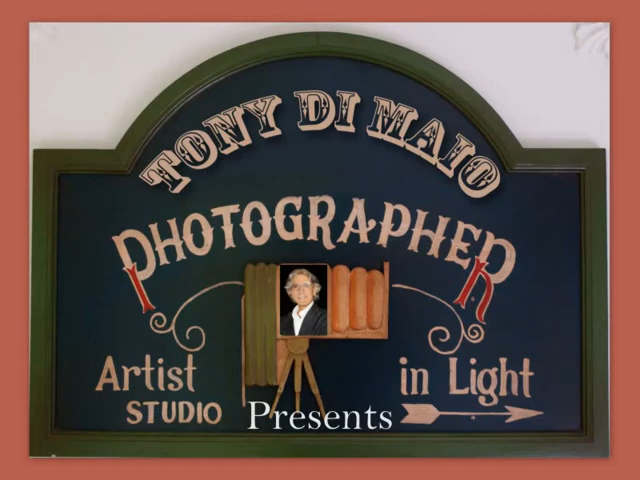 TONY DI MAIO
PHOTOGRAPHER
Artist in Light
STUDIO
Presents